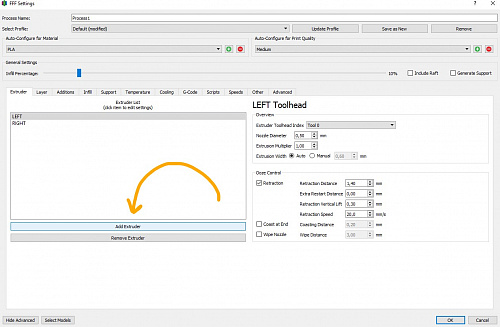 FFF Settings
Process Name: Process1
Select Profile: Default (modified) Update Profile Save as New Remove
Auto-Configure for Material Auto-Configure for Print Quality
PLA Medium
General Settings
Infill Percentage: 10% Include Raft Generate Support
Extruder Layer Additions Infill Support Temperature Cooling G-Code Scripts Speeds Other Advanced
Extruder List
(click item to edit settings)
LEFT
RIGHT
Add Extruder
Remove Extruder
LEFT Toolhead
Overview
Extruder Toolhead Index Tool 0
Nozzle Diameter 0,50 mm
Extrusion Multiplier 1,00
Extrusion Width Auto Manual 0,60 mm
Ooze Control
Retraction Retraction Distance 1,40 mm
Extra Restart Distance 0,00 mm
Retraction Vertical Lift 0,30 mm
Retraction Speed 20,0 mm/s
Coast at End Coasting Distance 0,20 mm
Wipe Nozzle Wipe Distance 5,00 mm
Hide Advanced Select Models OK Cancel